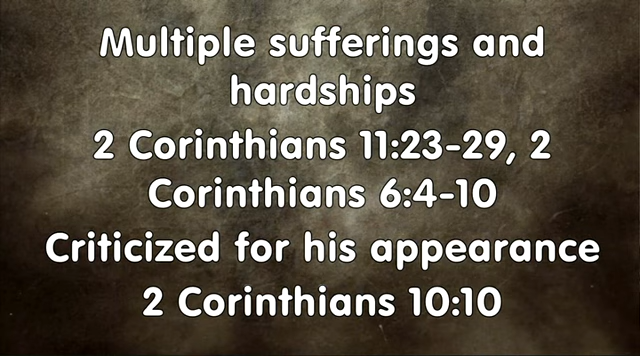 Multiple sufferings and
hardships
2 Corinthians 11:23-29, 2
Corinthians 6:4-10
Criticized for his appearance
2 Corinthians 10:10